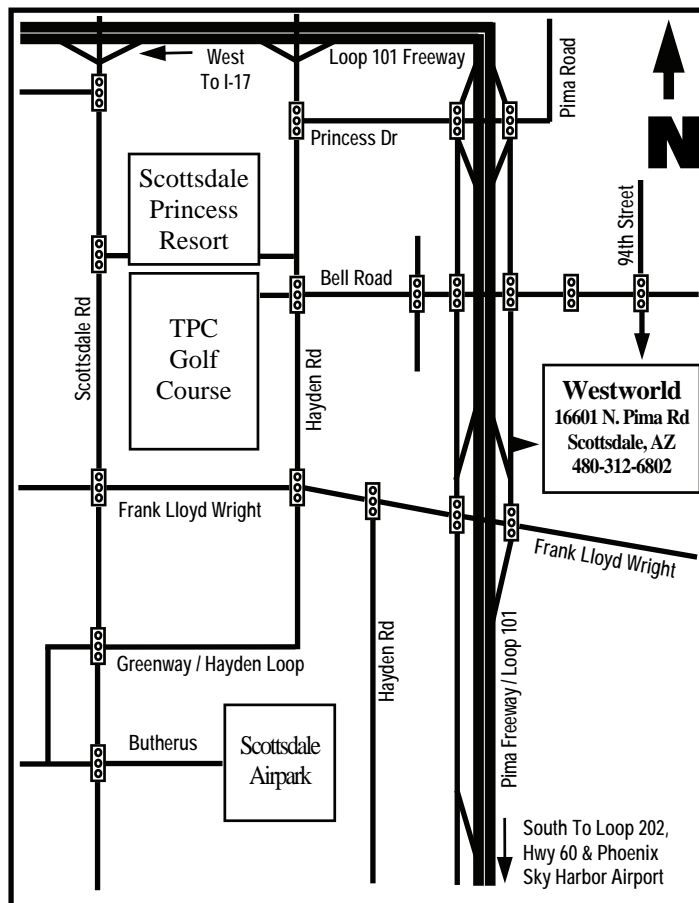 West
To I-17
Loop 101 Freeway
Pima Road
N
Princess Dr
Scottsdale
Princess
Resort
94th Street
Bell Road
Scottsdale Rd
TPC
Golf
Course
Hayden Rd
Westworld
16601 N. Pima Rd
Scottsdale, AZ
480-312-6802
Frank Lloyd Wright
Frank Lloyd Wright
Greenway / Hayden Loop
Hayden Rd
Pima Freeway / Loop 101
Butherus
Scottsdale
Airpark
South To Loop 202,
Hwy 60 & Phoenix
Sky Harbor Airport